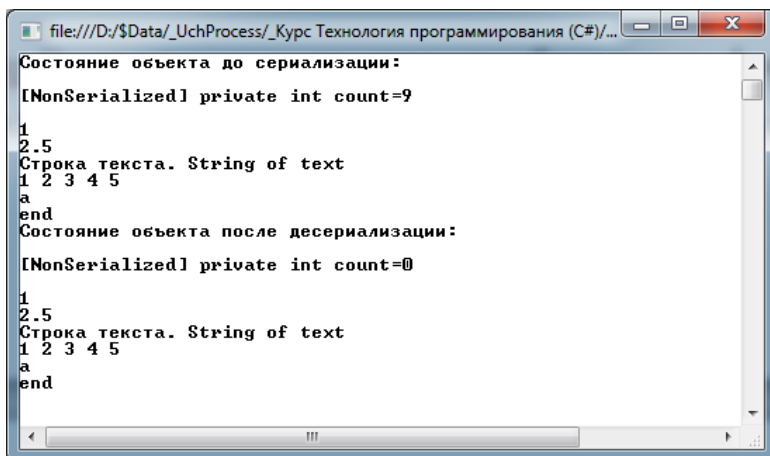 file:///D:/$Data/_UchProcess/_Курс Технология программирования (C#)/...
Состояние объекта до сериализации:
[NonSerialized] private int count=9
1
2.5
Строка текста. String of text
1 2 3 4 5
a
end
Состояние объекта после десериализации:
[NonSerialized] private int count=0
1
2.5
Строка текста. String of text
1 2 3 4 5
a
end